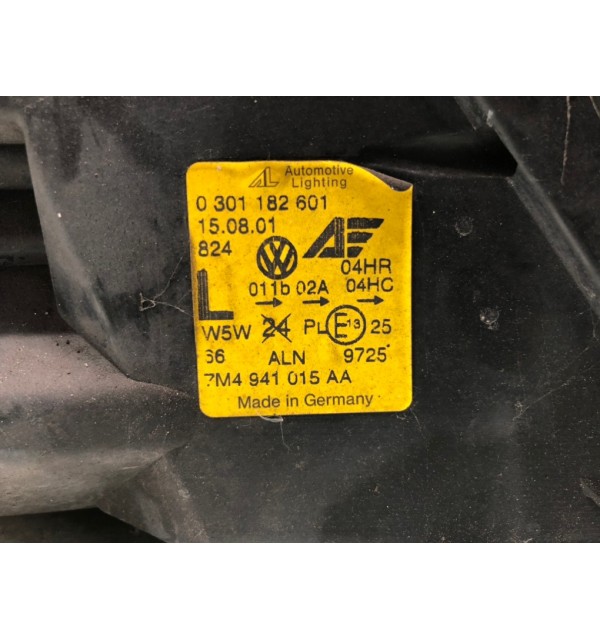 AL Automotive
Lighting
0 301 182 601
15.08.01
824
04HR
L 011b 02A 04HC
→ → →
W5W 24 PL E13 25
66 ALN 9725
7M4 941 015 AA
Made in Germany